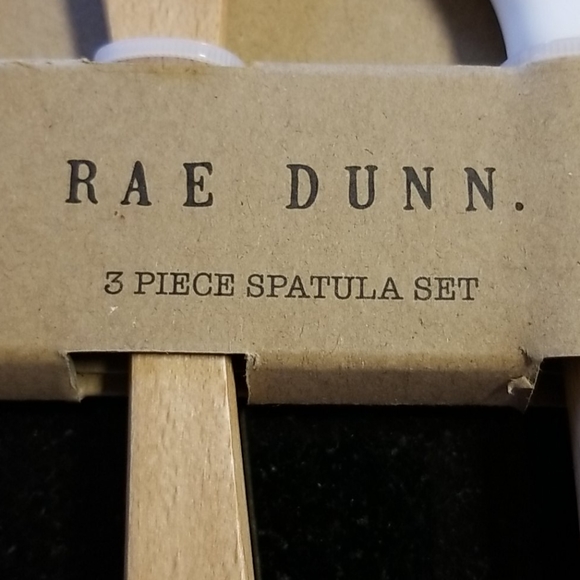 RAE DUNN.
3 PIECE SPATULA SET